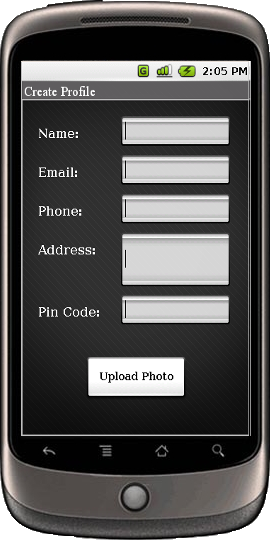 G 2:05 PM
Create Profile
Name:
Email:
Phone:
Address:
Pin Code:
Upload Photo